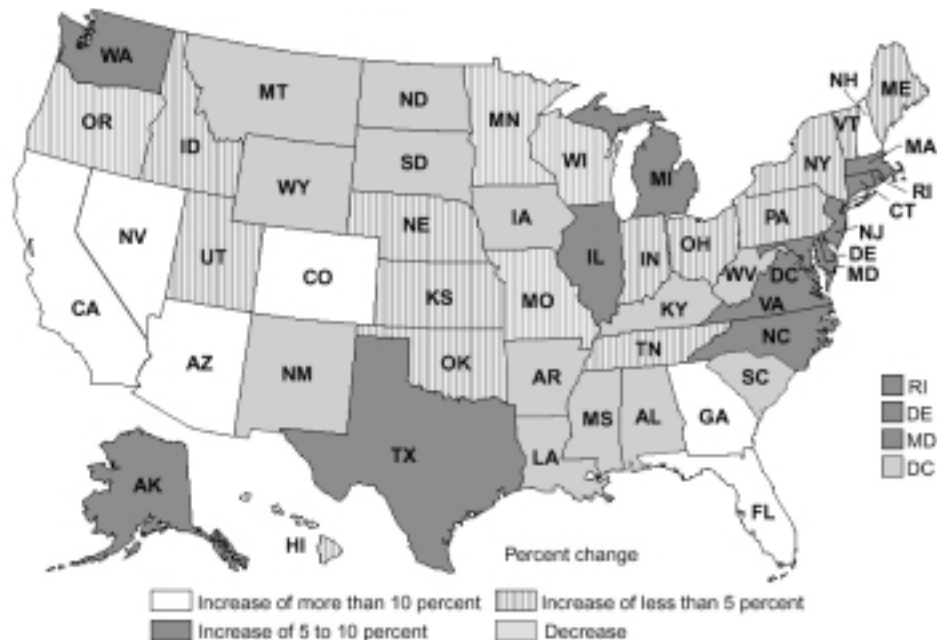 WA
MT
ND
MN
NH
ME
VT
OR
ID
SD
WI
NY
MA
MI
WY
RI
IA
CT
NE
PA
NV
NJ
UT
IL
IN
OH
DE
CO
WV
DC
MD
KS
MO
CA
KY
VA
NC
AZ
OK
TN
NM
AR
SC
RI
MS
AL
GA
DE
TX
LA
MD
DC
AK
FL
HI
Percent change
Increase of more than 10 percent
Increase of less than 5 percent
Increase of 5 to 10 percent
Decrease